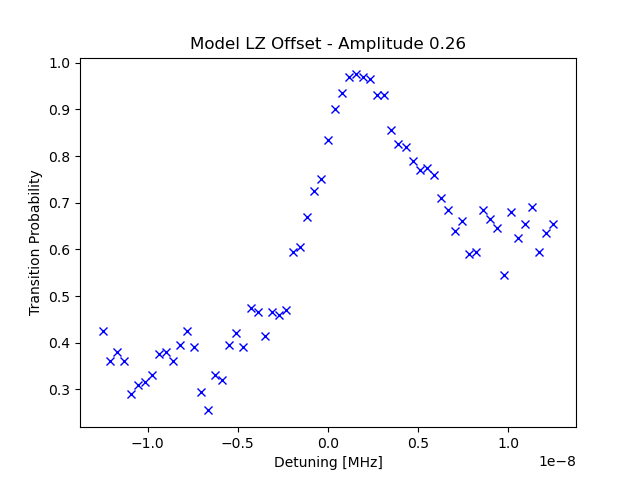 Model LZ Offset - Amplitude 0.26
Transition Probability
1.0
0.9
0.8
0.7
0.6
0.5
0.4
0.3
−1.0 −0.5 0.0 0.5 1.0
1e−8
Detuning [MHz]